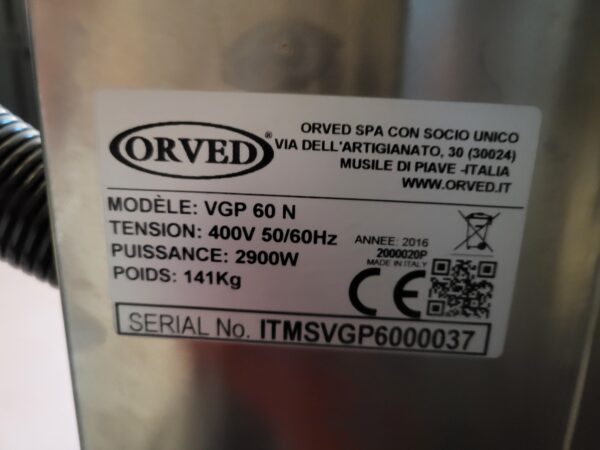 ORVED®
ORVED SPA CON SOCIO UNICO
VIA DELL'ARTIGIANATO, 30 (30024)
MUSILE DI PIAVE -ITALIA
WWW.ORVED.IT
MODÈLE: VGP 60 N
TENSION: 400V 50/60Hz
PUISSANCE: 2900W
POIDS: 141Kg
ANNEE: 2016
2000020P
MADE IN ITALY
CE
SERIAL No. ITMSVGP6000037